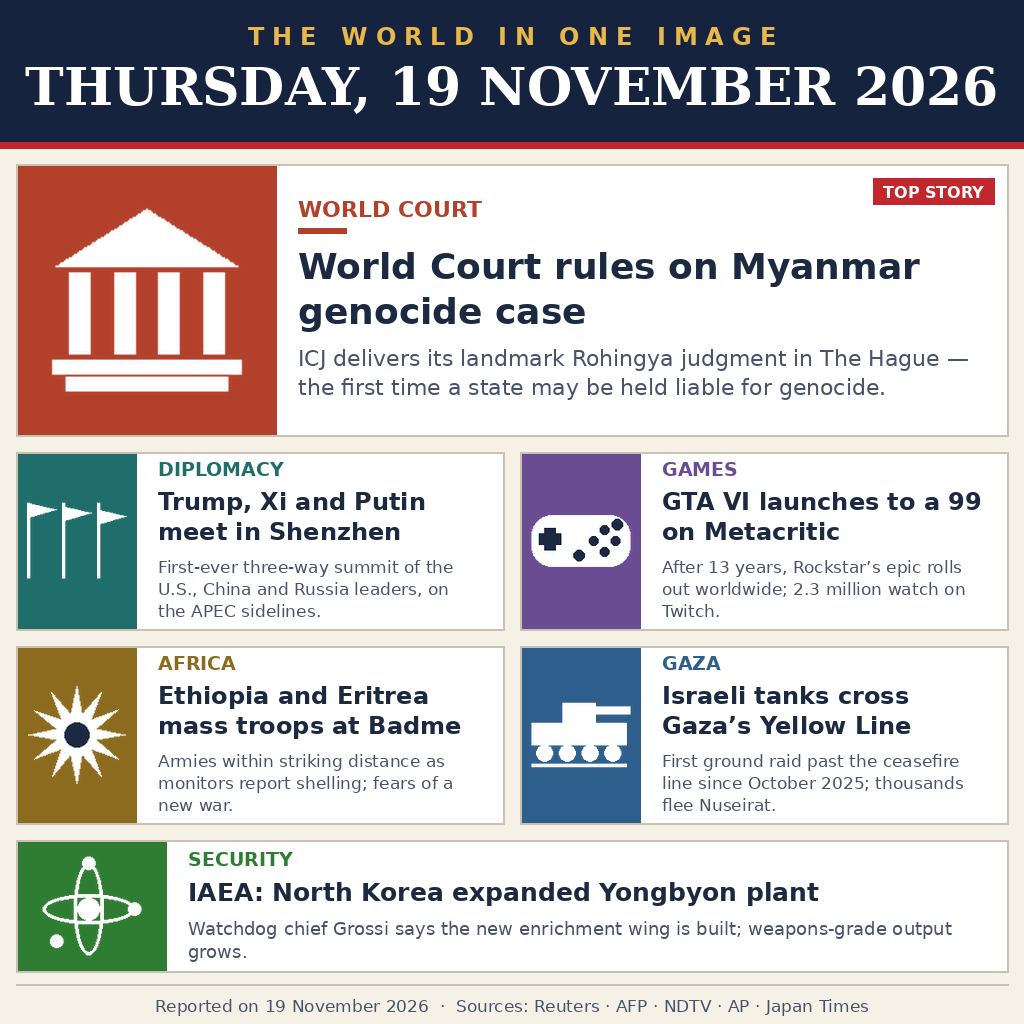 THE WORLD IN ONE IMAGE
THURSDAY, 19 NOVEMBER 2026
TOP STORY
WORLD COURT
World Court rules on Myanmar
genocide case
ICJ delivers its landmark Rohingya judgment in The Hague —
the first time a state may be held liable for genocide.
DIPLOMACY
Trump, Xi and Putin
meet in Shenzhen
First-ever three-way summit of the
U.S., China and Russia leaders, on
the APEC sidelines.
GAMES
GTA VI launches to a 99
on Metacritic
After 13 years, Rockstar’s epic rolls
out worldwide; 2.3 million watch on
Twitch.
AFRICA
Ethiopia and Eritrea
mass troops at Badme
Armies within striking distance as
monitors report shelling; fears of a
new war.
GAZA
Israeli tanks cross
Gaza’s Yellow Line
First ground raid past the ceasefire
line since October 2025; thousands
flee Nuseirat.
SECURITY
IAEA: North Korea expanded Yongbyon plant
Watchdog chief Grossi says the new enrichment wing is built; weapons-grade output
grows.
Reported on 19 November 2026 · Sources: Reuters · AFP · NDTV · AP · Japan Times